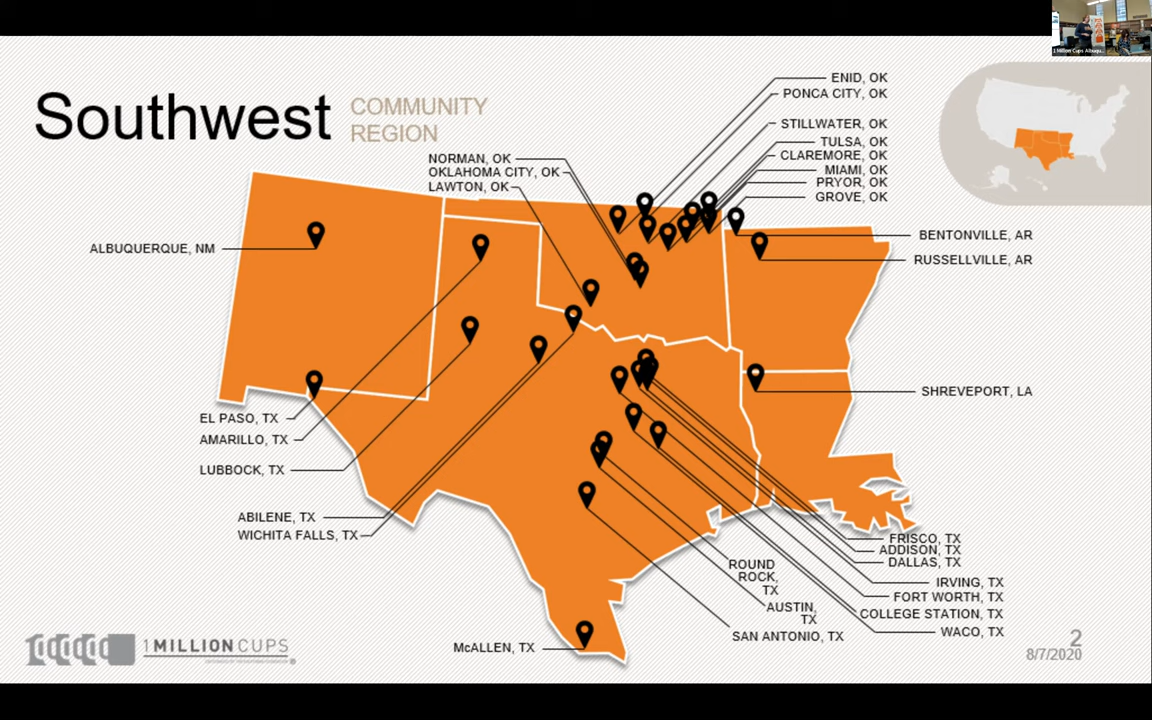 1 Million Cups Albuqu...
Southwest
COMMUNITY
REGION
ENID, OK
PONCA CITY, OK
STILLWATER, OK
TULSA, OK
CLAREMORE, OK
MIAMI, OK
PRYOR, OK
GROVE, OK
NORMAN, OK
OKLAHOMA CITY, OK
LAWTON, OK
ALBUQUERQUE, NM
BENTONVILLE, AR
RUSSELLVILLE, AR
SHREVEPORT, LA
EL PASO, TX
AMARILLO, TX
LUBBOCK, TX
ABILENE, TX
WICHITA FALLS, TX
FRISCO, TX
ADDISON, TX
DALLAS, TX
IRVING, TX
FORT WORTH, TX
COLLEGE STATION, TX
WACO, TX
ROUND
ROCK,
TX
AUSTIN,
TX
SAN ANTONIO, TX
McALLEN, TX
1 MILLION CUPS
2
8/7/2020